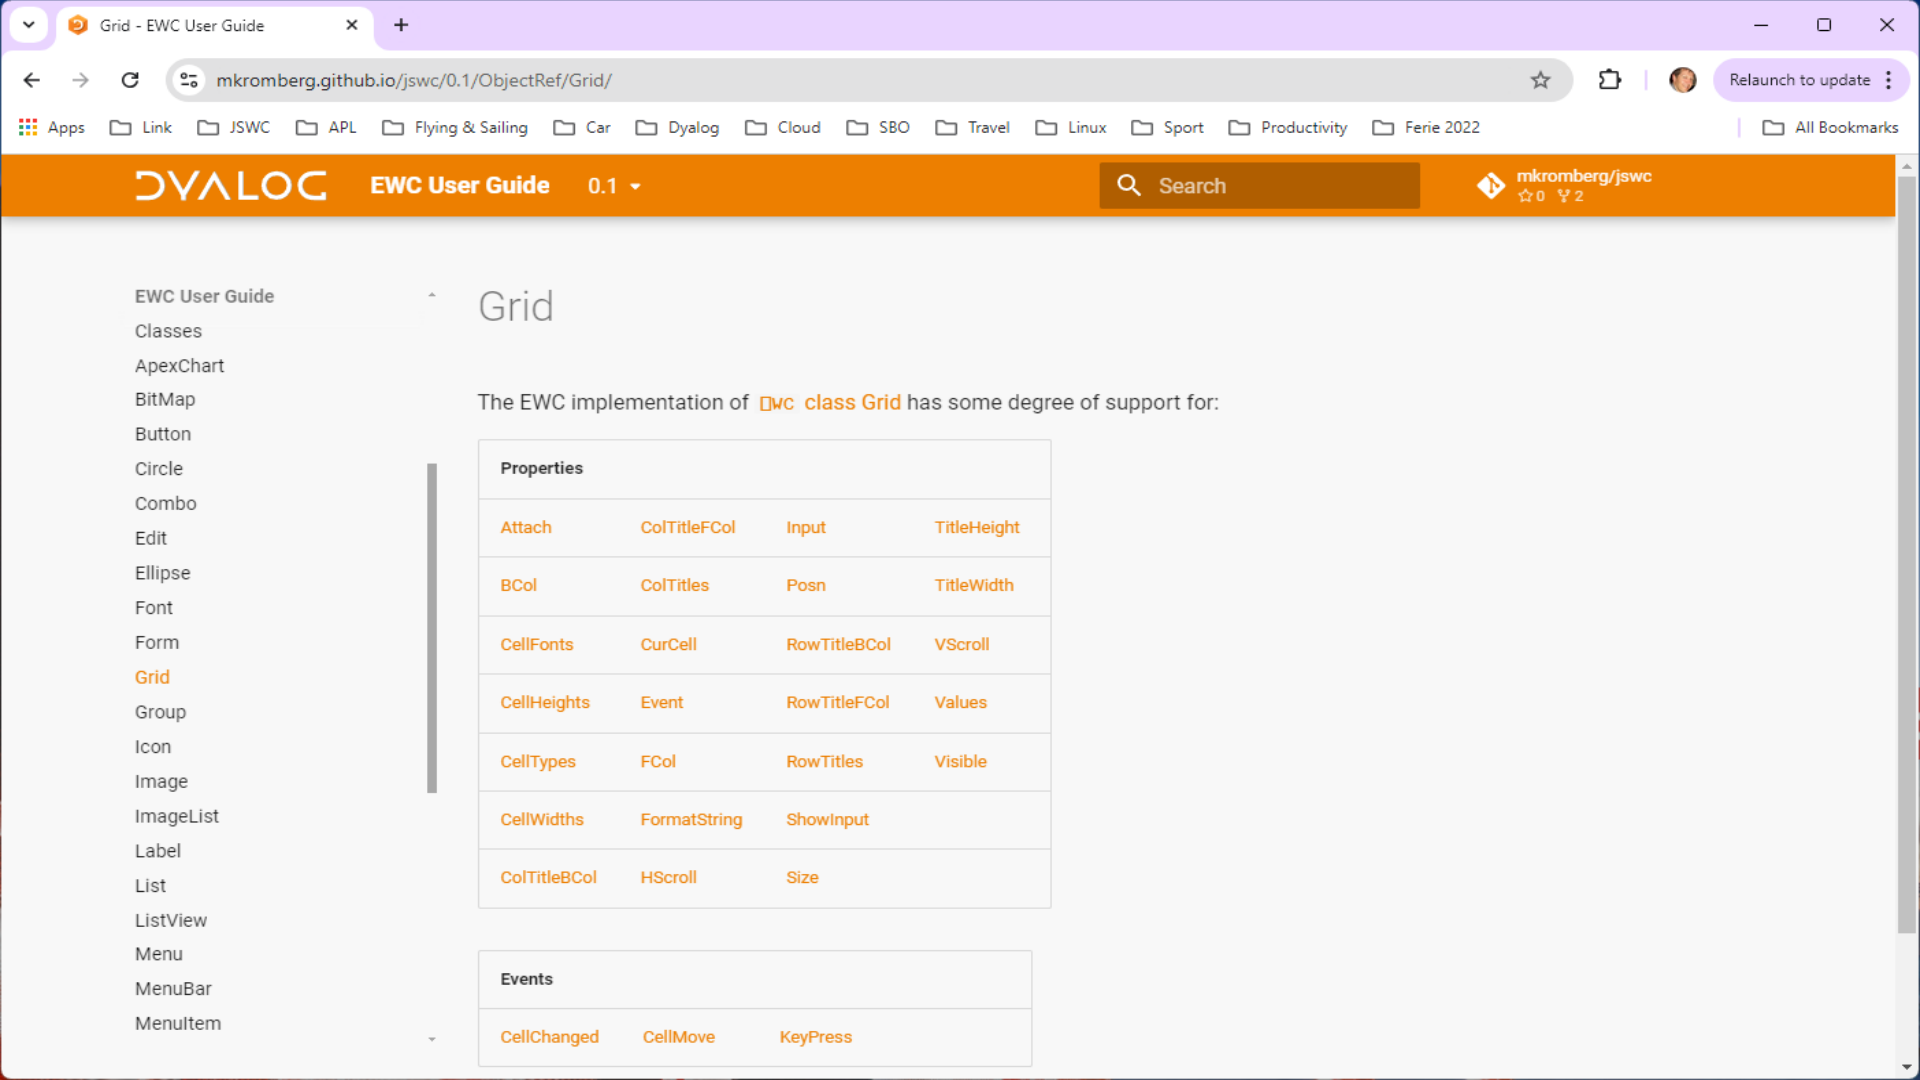 Grid - EWC User Guide
mkromberg.github.io/jswc/0.1/ObjectRef/Grid/
Relaunch to update
Apps Link JSWC APL Flying & Sailing Car Dyalog Cloud SBO Travel Linux Sport Productivity Ferie 2022 All Bookmarks
DYALOG EWC User Guide 0.1 Search mkromberg/jswc
0 2
EWC User Guide
Classes
ApexChart
BitMap
Button
Circle
Combo
Edit
Ellipse
Font
Form
Grid
Group
Icon
Image
ImageList
Label
List
ListView
Menu
MenuBar
MenuItem
Grid
The EWC implementation of ⎕WC class Grid has some degree of support for:
Properties
Attach ColTitleFCol Input TitleHeight
BCol ColTitles Posn TitleWidth
CellFonts CurCell RowTitleBCol VScroll
CellHeights Event RowTitleFCol Values
CellTypes FCol RowTitles Visible
CellWidths FormatString ShowInput
ColTitleBCol HScroll Size
Events
CellChanged CellMove KeyPress